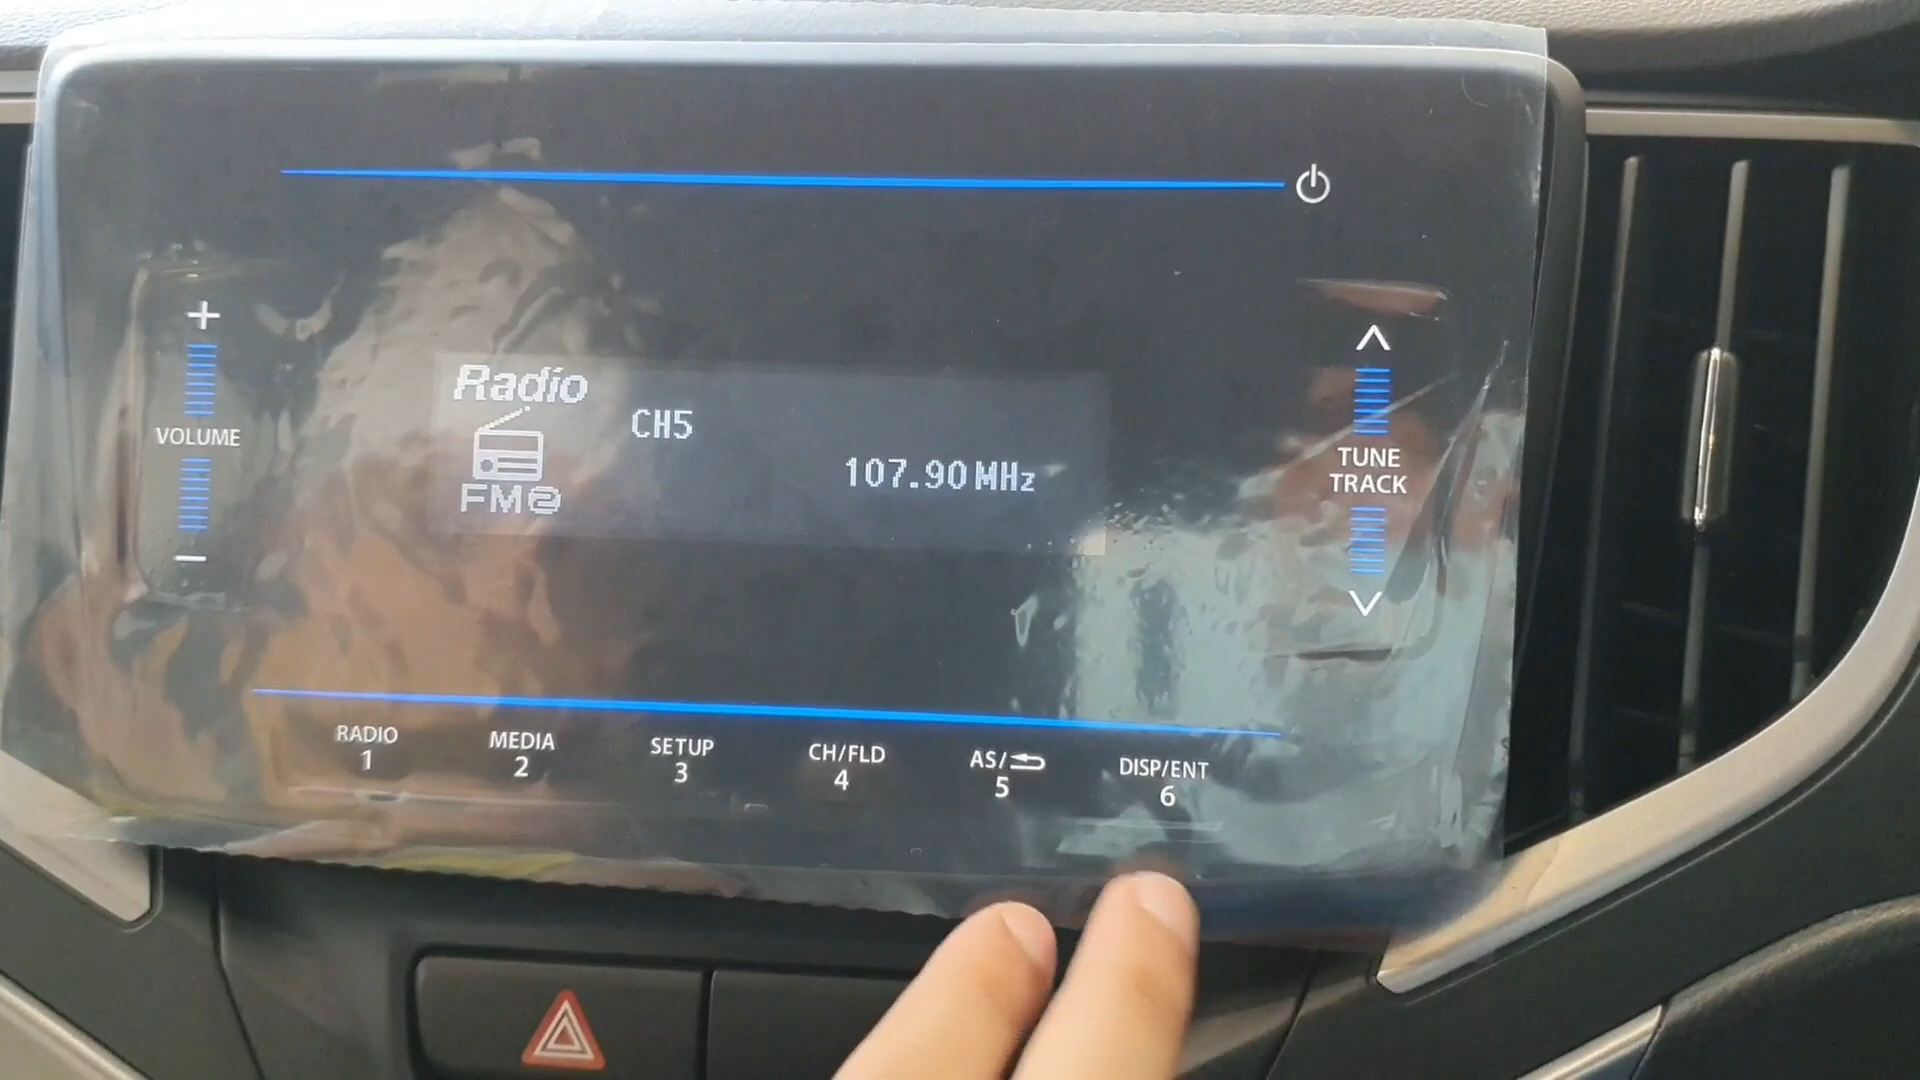 +
VOLUME
−
Radio
FM2
CH5
107.90 MHz
TUNE
TRACK
RADIO
1
MEDIA
2
SETUP
3
CH/FLD
4
AS/
5
DISP/ENT
6